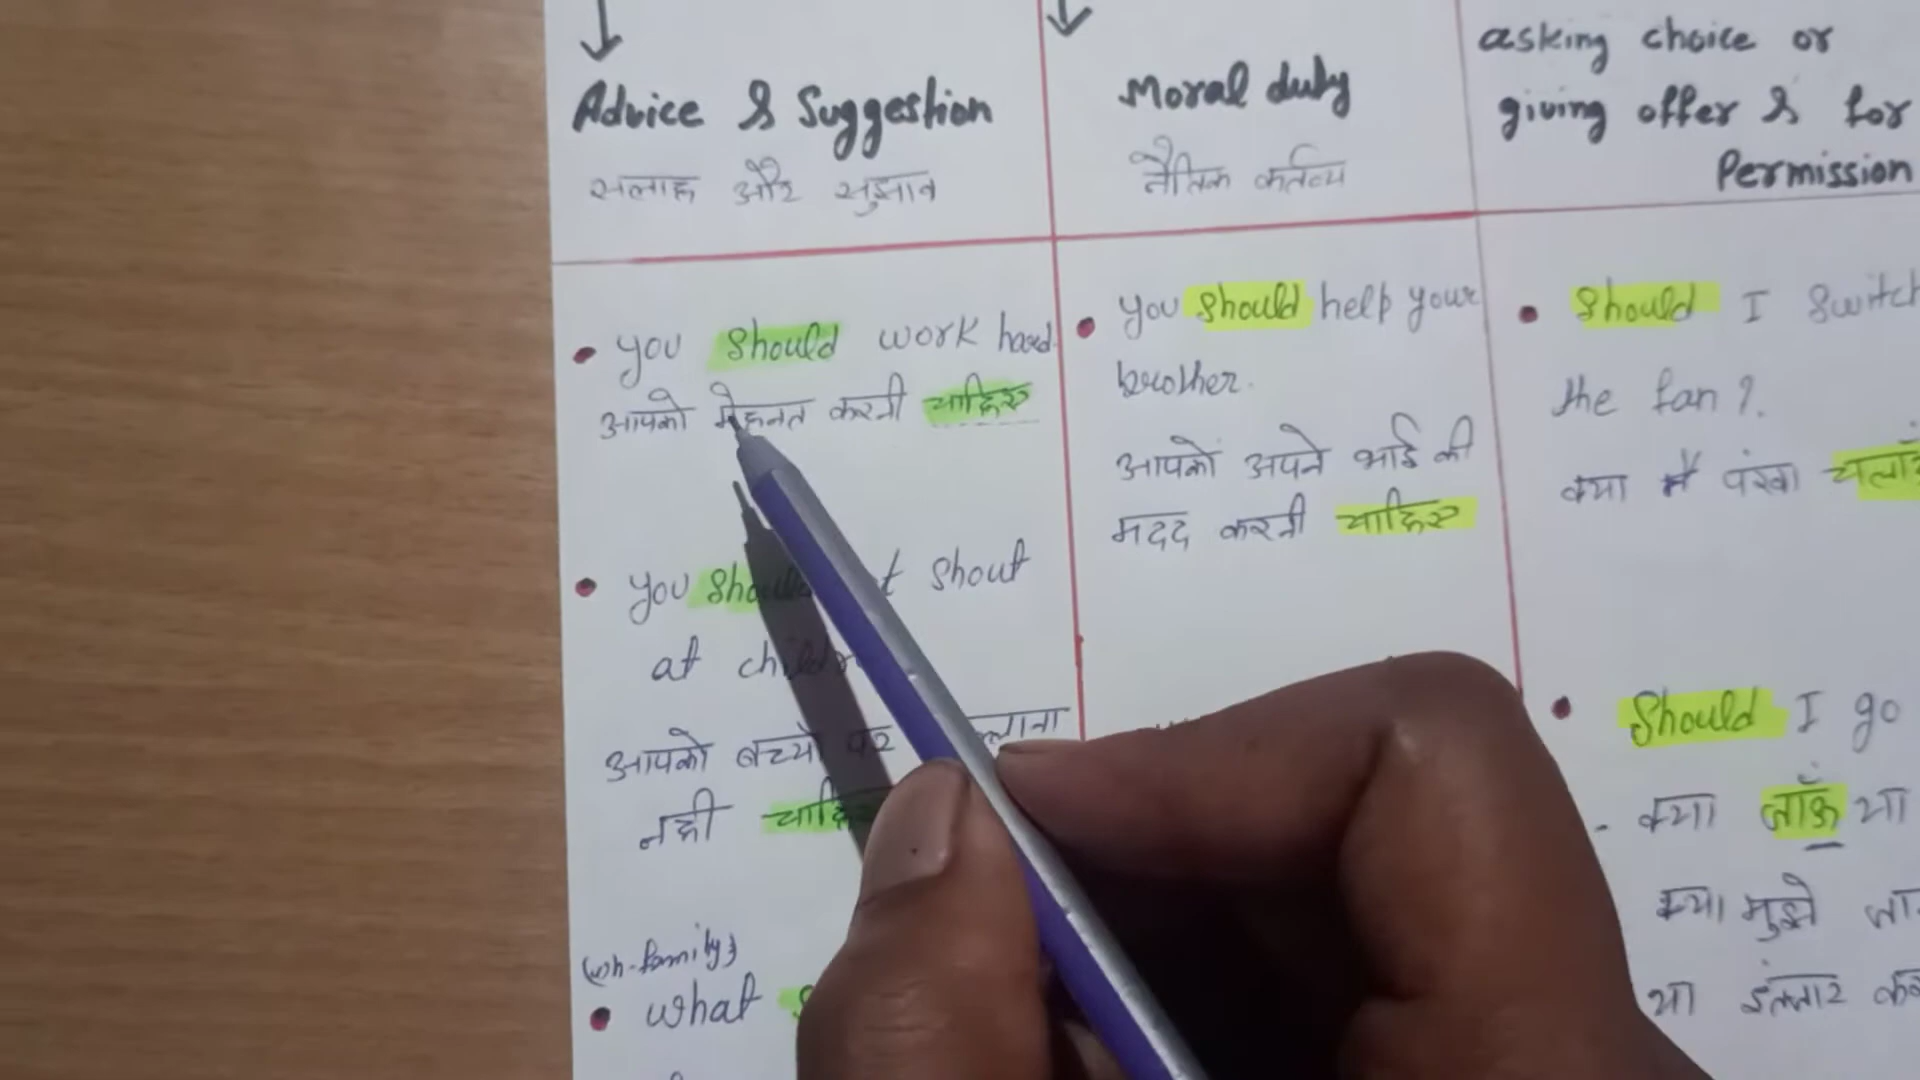 Advice & Suggestion
सलाह और सुझाव
• you should work hard.
आपको मेहनत करनी चाहिए
• you should shout
at
आपको बच्चों पर
नहीं चाहिए
(wh-family)
• what
Moral duty
नैतिक कर्तव्य
• you should help your
brother.
आपको अपने भाई की
मदद करनी चाहिए
asking choice or
giving offer & for
Permission
• Should I Switch
the fan?.
क्या मैं पंखा
• Should I go
- क्या जाँऊ या
क्या मुझे
या इंतजार